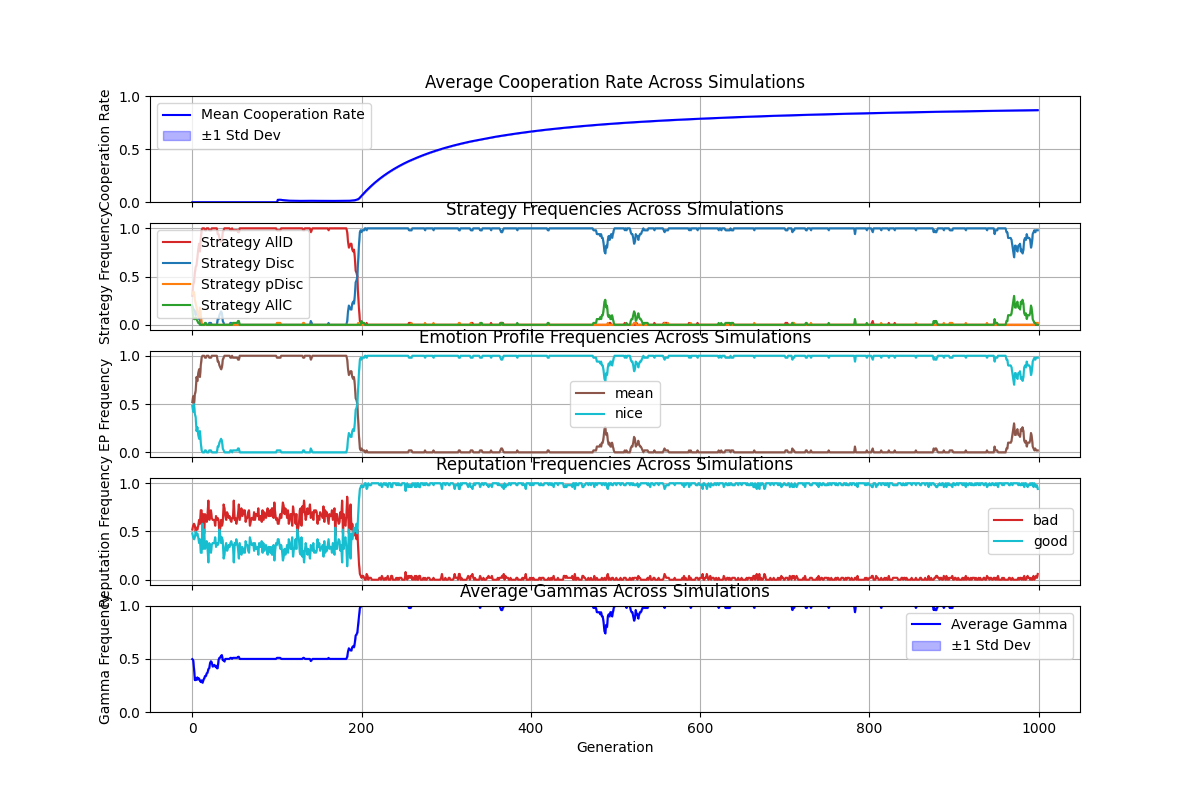 Average Cooperation Rate Across Simulations
Cooperation Rate
1.0
0.5
0.0
Mean Cooperation Rate
±1 Std Dev
Strategy Frequencies Across Simulations
Strategy Frequency
1.0
0.5
0.0
Strategy AllD
Strategy Disc
Strategy pDisc
Strategy AllC
Emotion Profile Frequencies Across Simulations
EP Frequency
1.0
0.5
0.0
mean
nice
Reputation Frequencies Across Simulations
Reputation Frequency
1.0
0.5
0.0
bad
good
Average Gammas Across Simulations
Gamma Frequency
1.0
0.5
0.0
Average Gamma
±1 Std Dev
0 200 400 600 800 1000
Generation